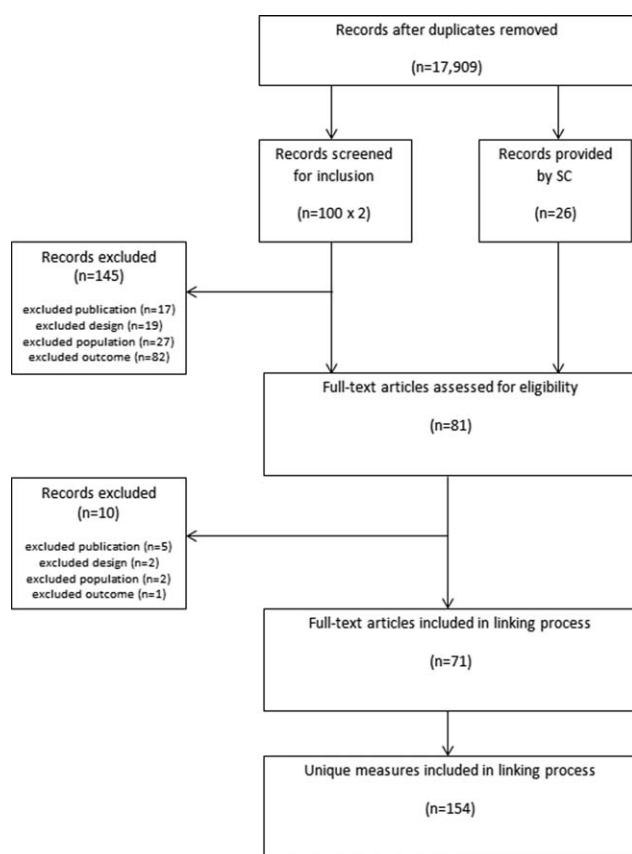 Records after duplicates removed
(n=17,909)
Records screened
for inclusion
(n=100 x 2)
Records provided
by SC
(n=26)
Records excluded
(n=145)
excluded publication (n=17)
excluded design (n=19)
excluded population (n=27)
excluded outcome (n=82)
Full-text articles assessed for eligibility
(n=81)
Records excluded
(n=10)
excluded publication (n=5)
excluded design (n=2)
excluded population (n=2)
excluded outcome (n=1)
Full-text articles included in linking process
(n=71)
Unique measures included in linking process
(n=154)